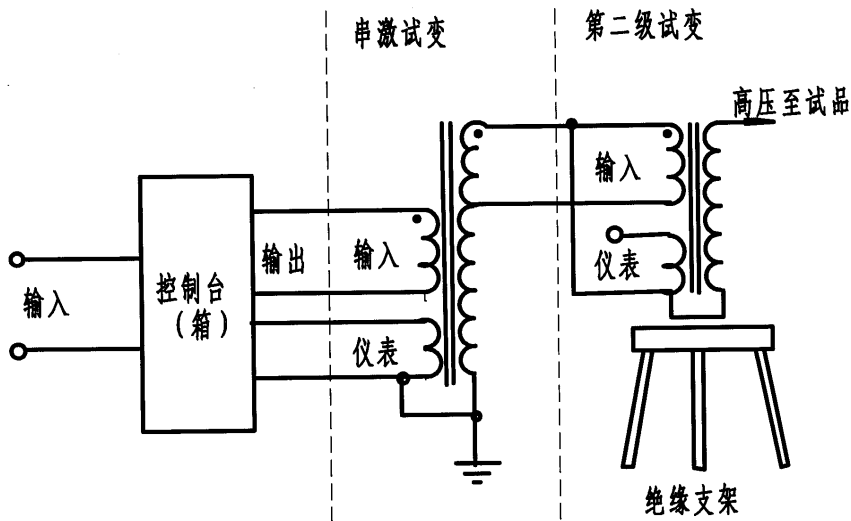 串激试变
第二级试变
高压至试品
输入
输出
输入
输入
控制台
（箱）
仪表
仪表
绝缘支架